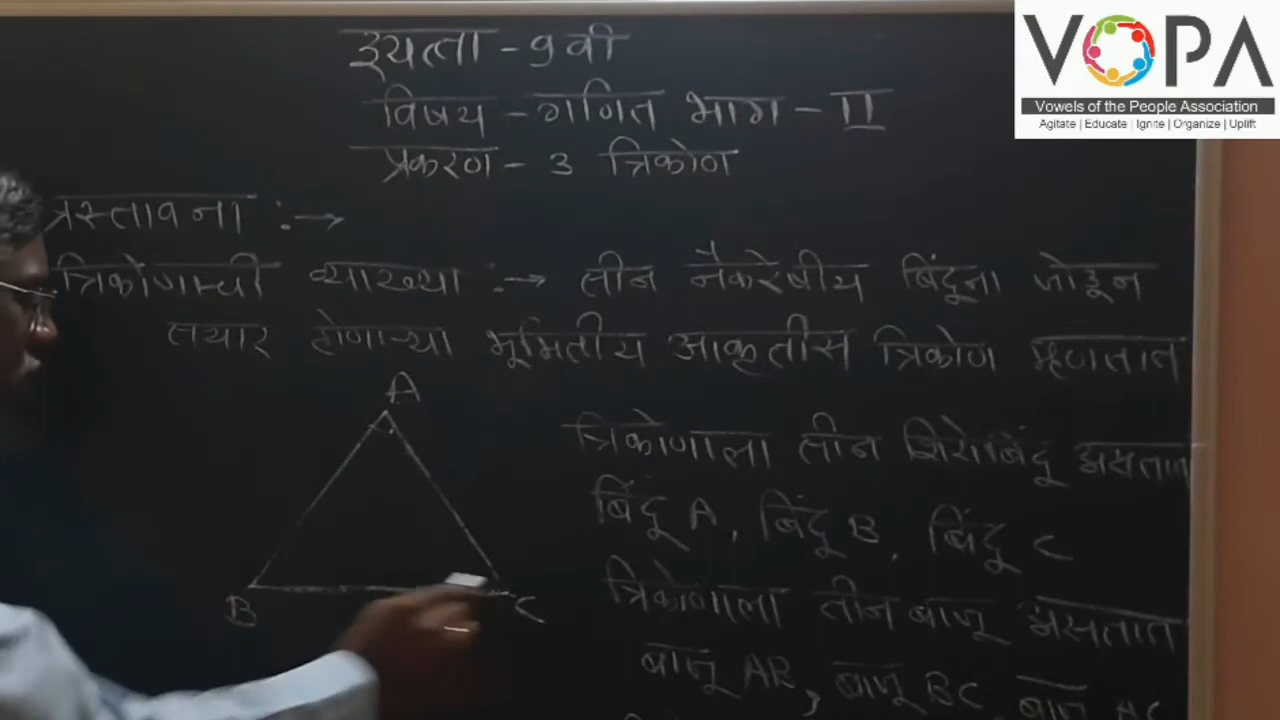 इयत्ता - 9 वी
विषय - गणित भाग - II
प्रकरण - 3 त्रिकोण
प्रस्तावना :→
त्रिकोणाची व्याख्या :→ तीन नैकरेषीय बिंदूना जोडून
तयार होणाऱ्या भूमितीय आकृतीस त्रिकोण म्हणतात
A
B
C
त्रिकोणाला तीन शिरोबिंदू असतात
बिंदू A, बिंदू B, बिंदू C
त्रिकोणाला तीन बाजू असतात
बाजू AB, बाजू BC, बाजू AC
VOPA
Vowels of the People Association
Agitate | Educate | Ignite | Organize | Uplift